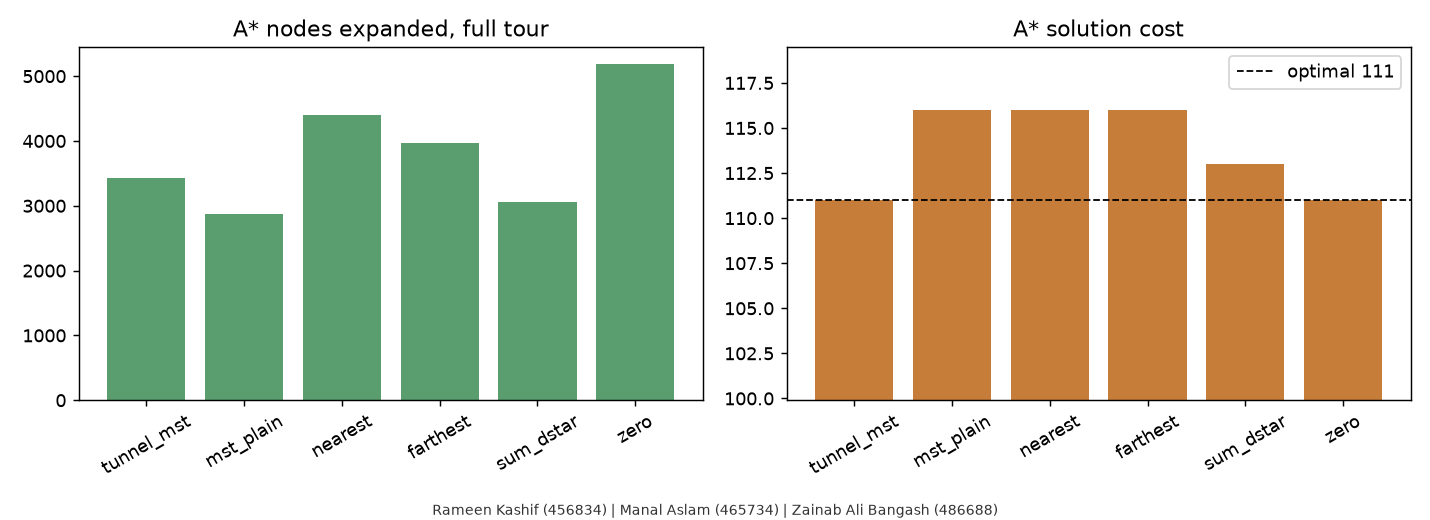 A* nodes expanded, full tour
5000
4000
3000
2000
1000
0
tunnel_mst
mst_plain
nearest
farthest
sum_dstar
zero
A* solution cost
optimal 111
117.5
115.0
112.5
110.0
107.5
105.0
102.5
100.0
tunnel_mst
mst_plain
nearest
farthest
sum_dstar
zero
Rameen Kashif (456834) | Manal Aslam (465734) | Zainab Ali Bangash (486688)